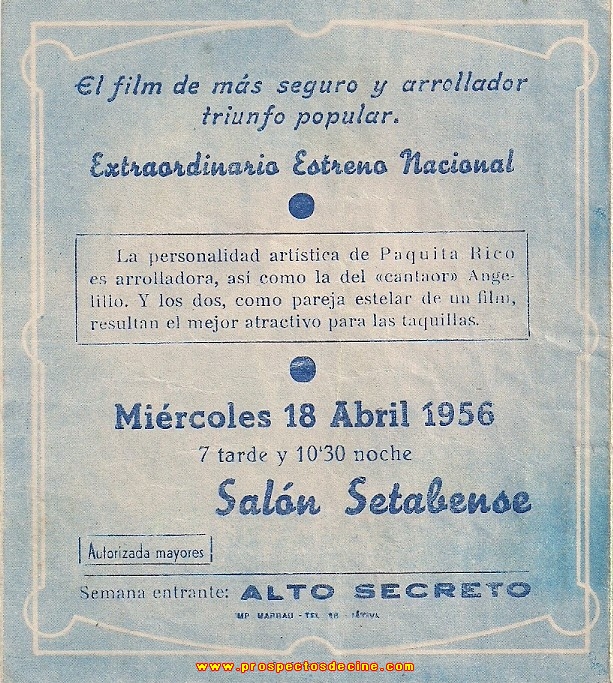 El film de más seguro y arrollador
triunfo popular.
Extraordinario Estreno Nacional
La personalidad artística de Paquita Rico
es arrolladora, así como la del «cantaor» Ange-
lillo. Y los dos, como pareja estelar de un film,
resultan el mejor atractivo para las taquillas.
Miércoles 18 Abril 1956
7 tarde y 10'30 noche
Salón Setabense
Autorizada mayores
Semana entrante: ALTO SECRETO
IMP. MARBAU - TEL.
www.prospectosdecine.com